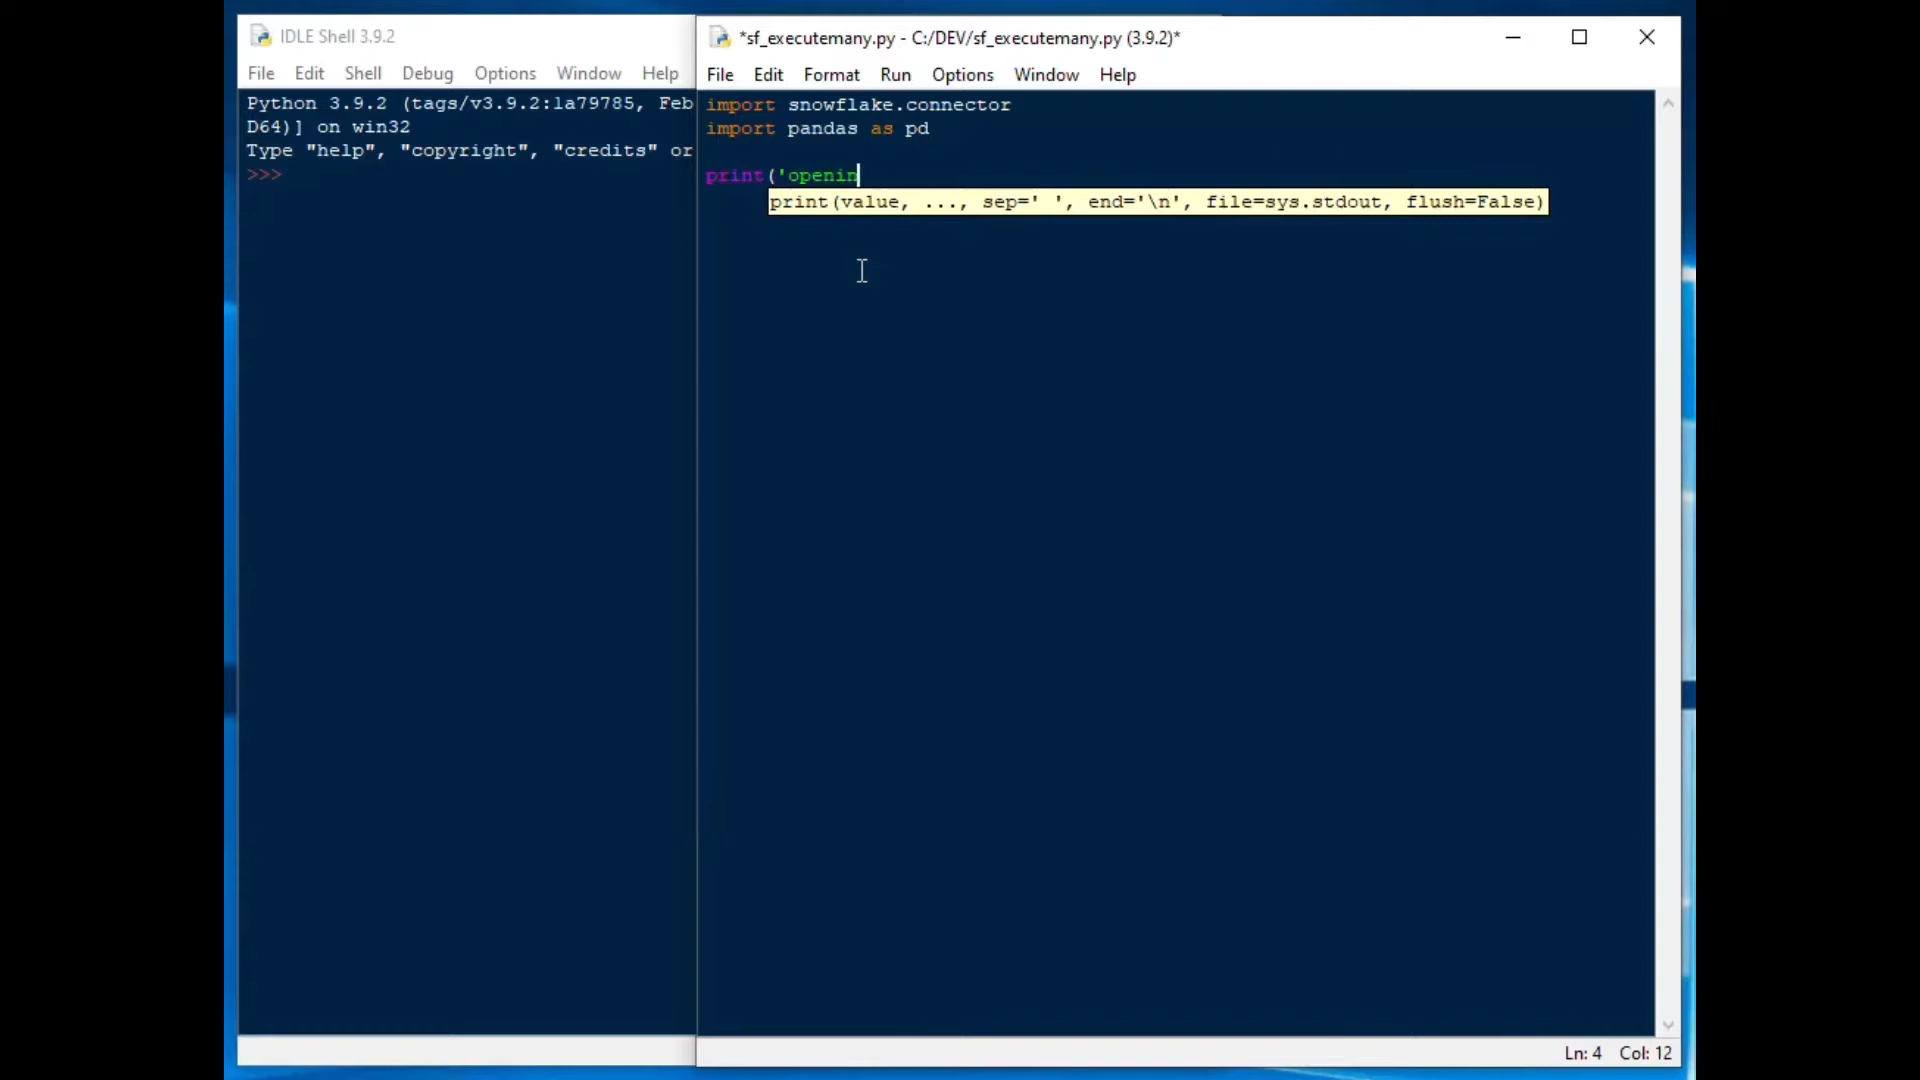 IDLE Shell 3.9.2
File Edit Shell Debug Options Window Help
Python 3.9.2 (tags/v3.9.2:1a79785, Feb
D64)] on win32
Type "help", "copyright", "credits" or
>>>
*sf_executemany.py - C:/DEV/sf_executemany.py (3.9.2)*
File Edit Format Run Options Window Help
import snowflake.connector
import pandas as pd
print('openin
print(value, ..., sep=' ', end='\n', file=sys.stdout, flush=False)
Ln: 4 Col: 12